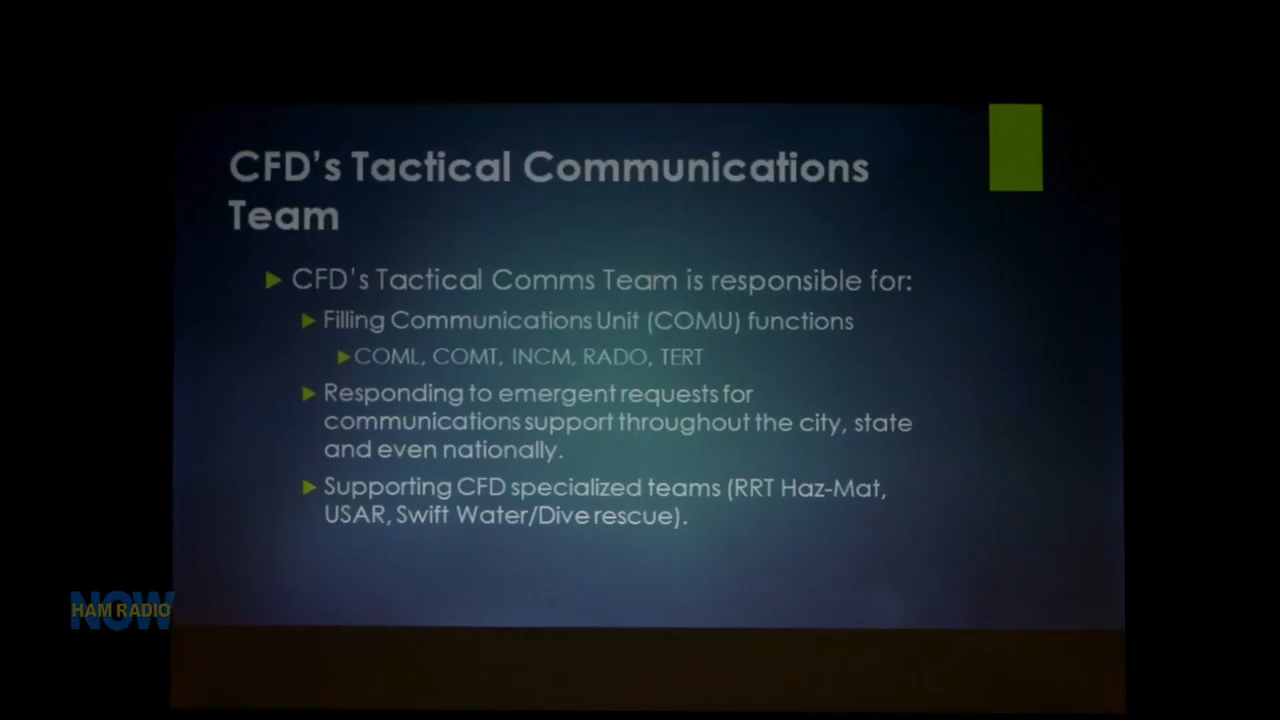 CFD's Tactical Communications
Team
CFD's Tactical Comms Team is responsible for:
Filling Communications Unit (COMU) functions
COML, COMT, INCM, RADO, TERT
Responding to emergent requests for
communications support throughout the city, state
and even nationally.
Supporting CFD specialized teams (RRT Haz-Mat,
USAR, Swift Water/Dive rescue).
NOW
HAM RADIO